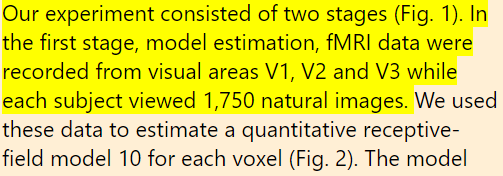 Our experiment consisted of two stages (Fig. 1). In
the first stage, model estimation, fMRI data were
recorded from visual areas V1, V2 and V3 while
each subject viewed 1,750 natural images. We used
these data to estimate a quantitative receptive-
field model 10 for each voxel (Fig. 2). The model